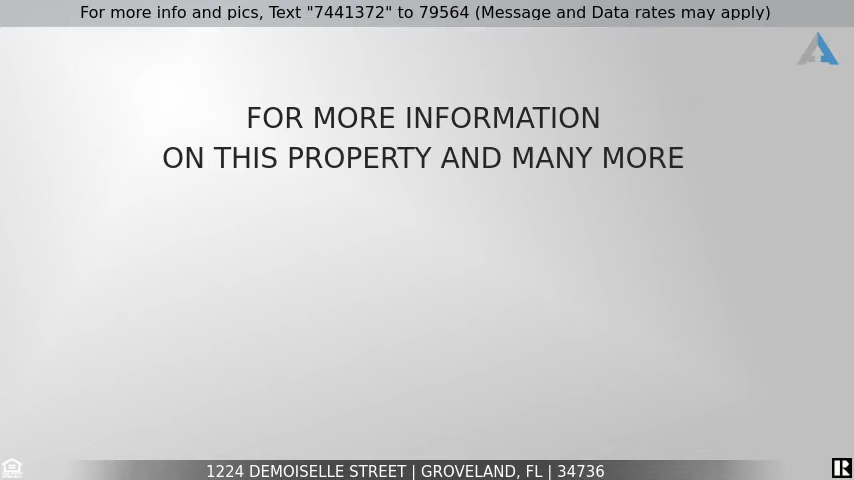 For more info and pics, Text "7441372" to 79564 (Message and Data rates may apply)
FOR MORE INFORMATION
ON THIS PROPERTY AND MANY MORE
1224 DEMOISELLE STREET | GROVELAND, FL | 34736